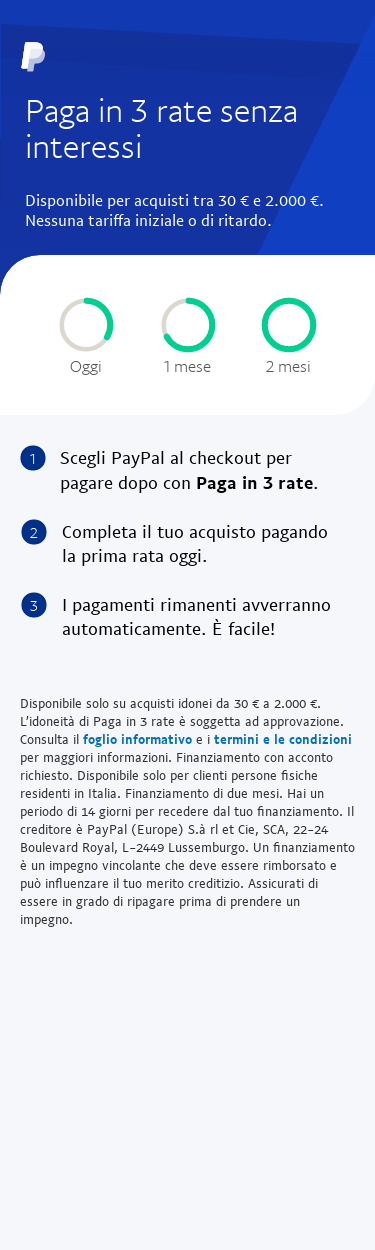 Paga in 3 rate senza
interessi
Disponibile per acquisti tra 30 € e 2.000 €.
Nessuna tariffa iniziale o di ritardo.
Oggi
1 mese
2 mesi
1
Scegli PayPal al checkout per
pagare dopo con Paga in 3 rate.
2
Completa il tuo acquisto pagando
la prima rata oggi.
3
I pagamenti rimanenti avverranno
automaticamente. È facile!
Disponibile solo su acquisti idonei da 30 € a 2.000 €.
L'idoneità di Paga in 3 rate è soggetta ad approvazione.
Consulta il foglio informativo e i termini e le condizioni
per maggiori informazioni. Finanziamento con acconto
richiesto. Disponibile solo per clienti persone fisiche
residenti in Italia. Finanziamento di due mesi. Hai un
periodo di 14 giorni per recedere dal tuo finanziamento. Il
creditore è PayPal (Europe) S.à rl et Cie, SCA, 22-24
Boulevard Royal, L-2449 Lussemburgo. Un finanziamento
è un impegno vincolante che deve essere rimborsato e
può influenzare il tuo merito creditizio. Assicurati di
essere in grado di ripagare prima di prendere un
impegno.